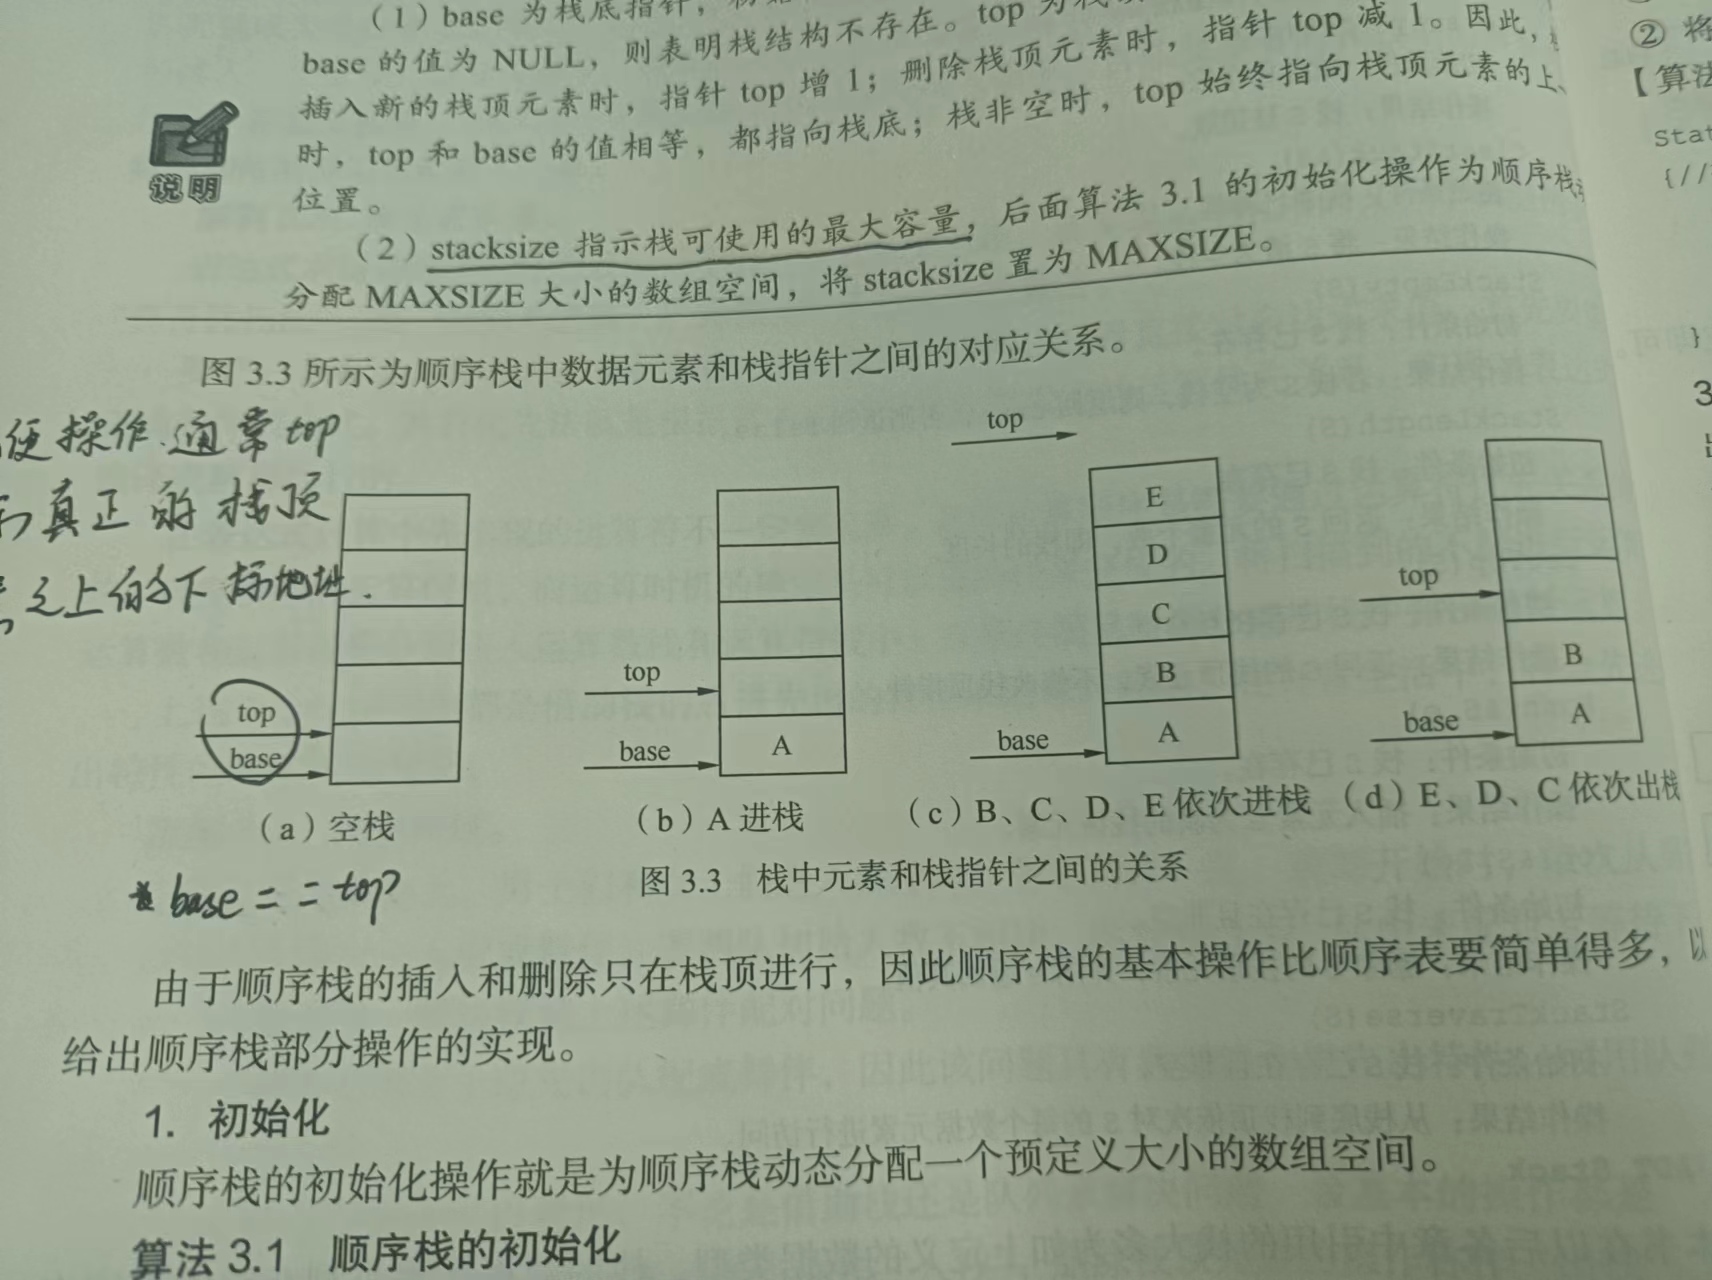 (1) base 为栈底指针，
base 的值为 NULL，则表明栈结构不存在。top 为栈
插入新的栈顶元素时，指针 top 增 1；删除栈顶元素时，指针 top 减 1。因此，
时，top 和 base 的值相等，都指向栈底；栈非空时，top 始终指向栈顶元素的上
位置。
说明
(2) stacksize 指示栈可使用的最大容量，后面算法 3.1 的初始化操作为顺序栈
分配 MAXSIZE 大小的数组空间，将 stacksize 置为 MAXSIZE。
图 3.3 所示为顺序栈中数据元素和栈指针之间的对应关系。
便操作.通常top
真正的栈顶
之上的下标地址.
top
base
(a) 空栈
top
base
A
(b) A 进栈
top
E
D
C
B
base
A
(c) B、C、D、E 依次进栈
top
B
base
A
(d) E、D、C 依次出栈
base = = top
图 3.3 栈中元素和栈指针之间的关系
由于顺序栈的插入和删除只在栈顶进行，因此顺序栈的基本操作比顺序表要简单得多，以
给出顺序栈部分操作的实现。
1. 初始化
顺序栈的初始化操作就是为顺序栈动态分配一个预定义大小的数组空间。
算法 3.1 顺序栈的初始化
② 将
【算法
Stat
{//
}
3